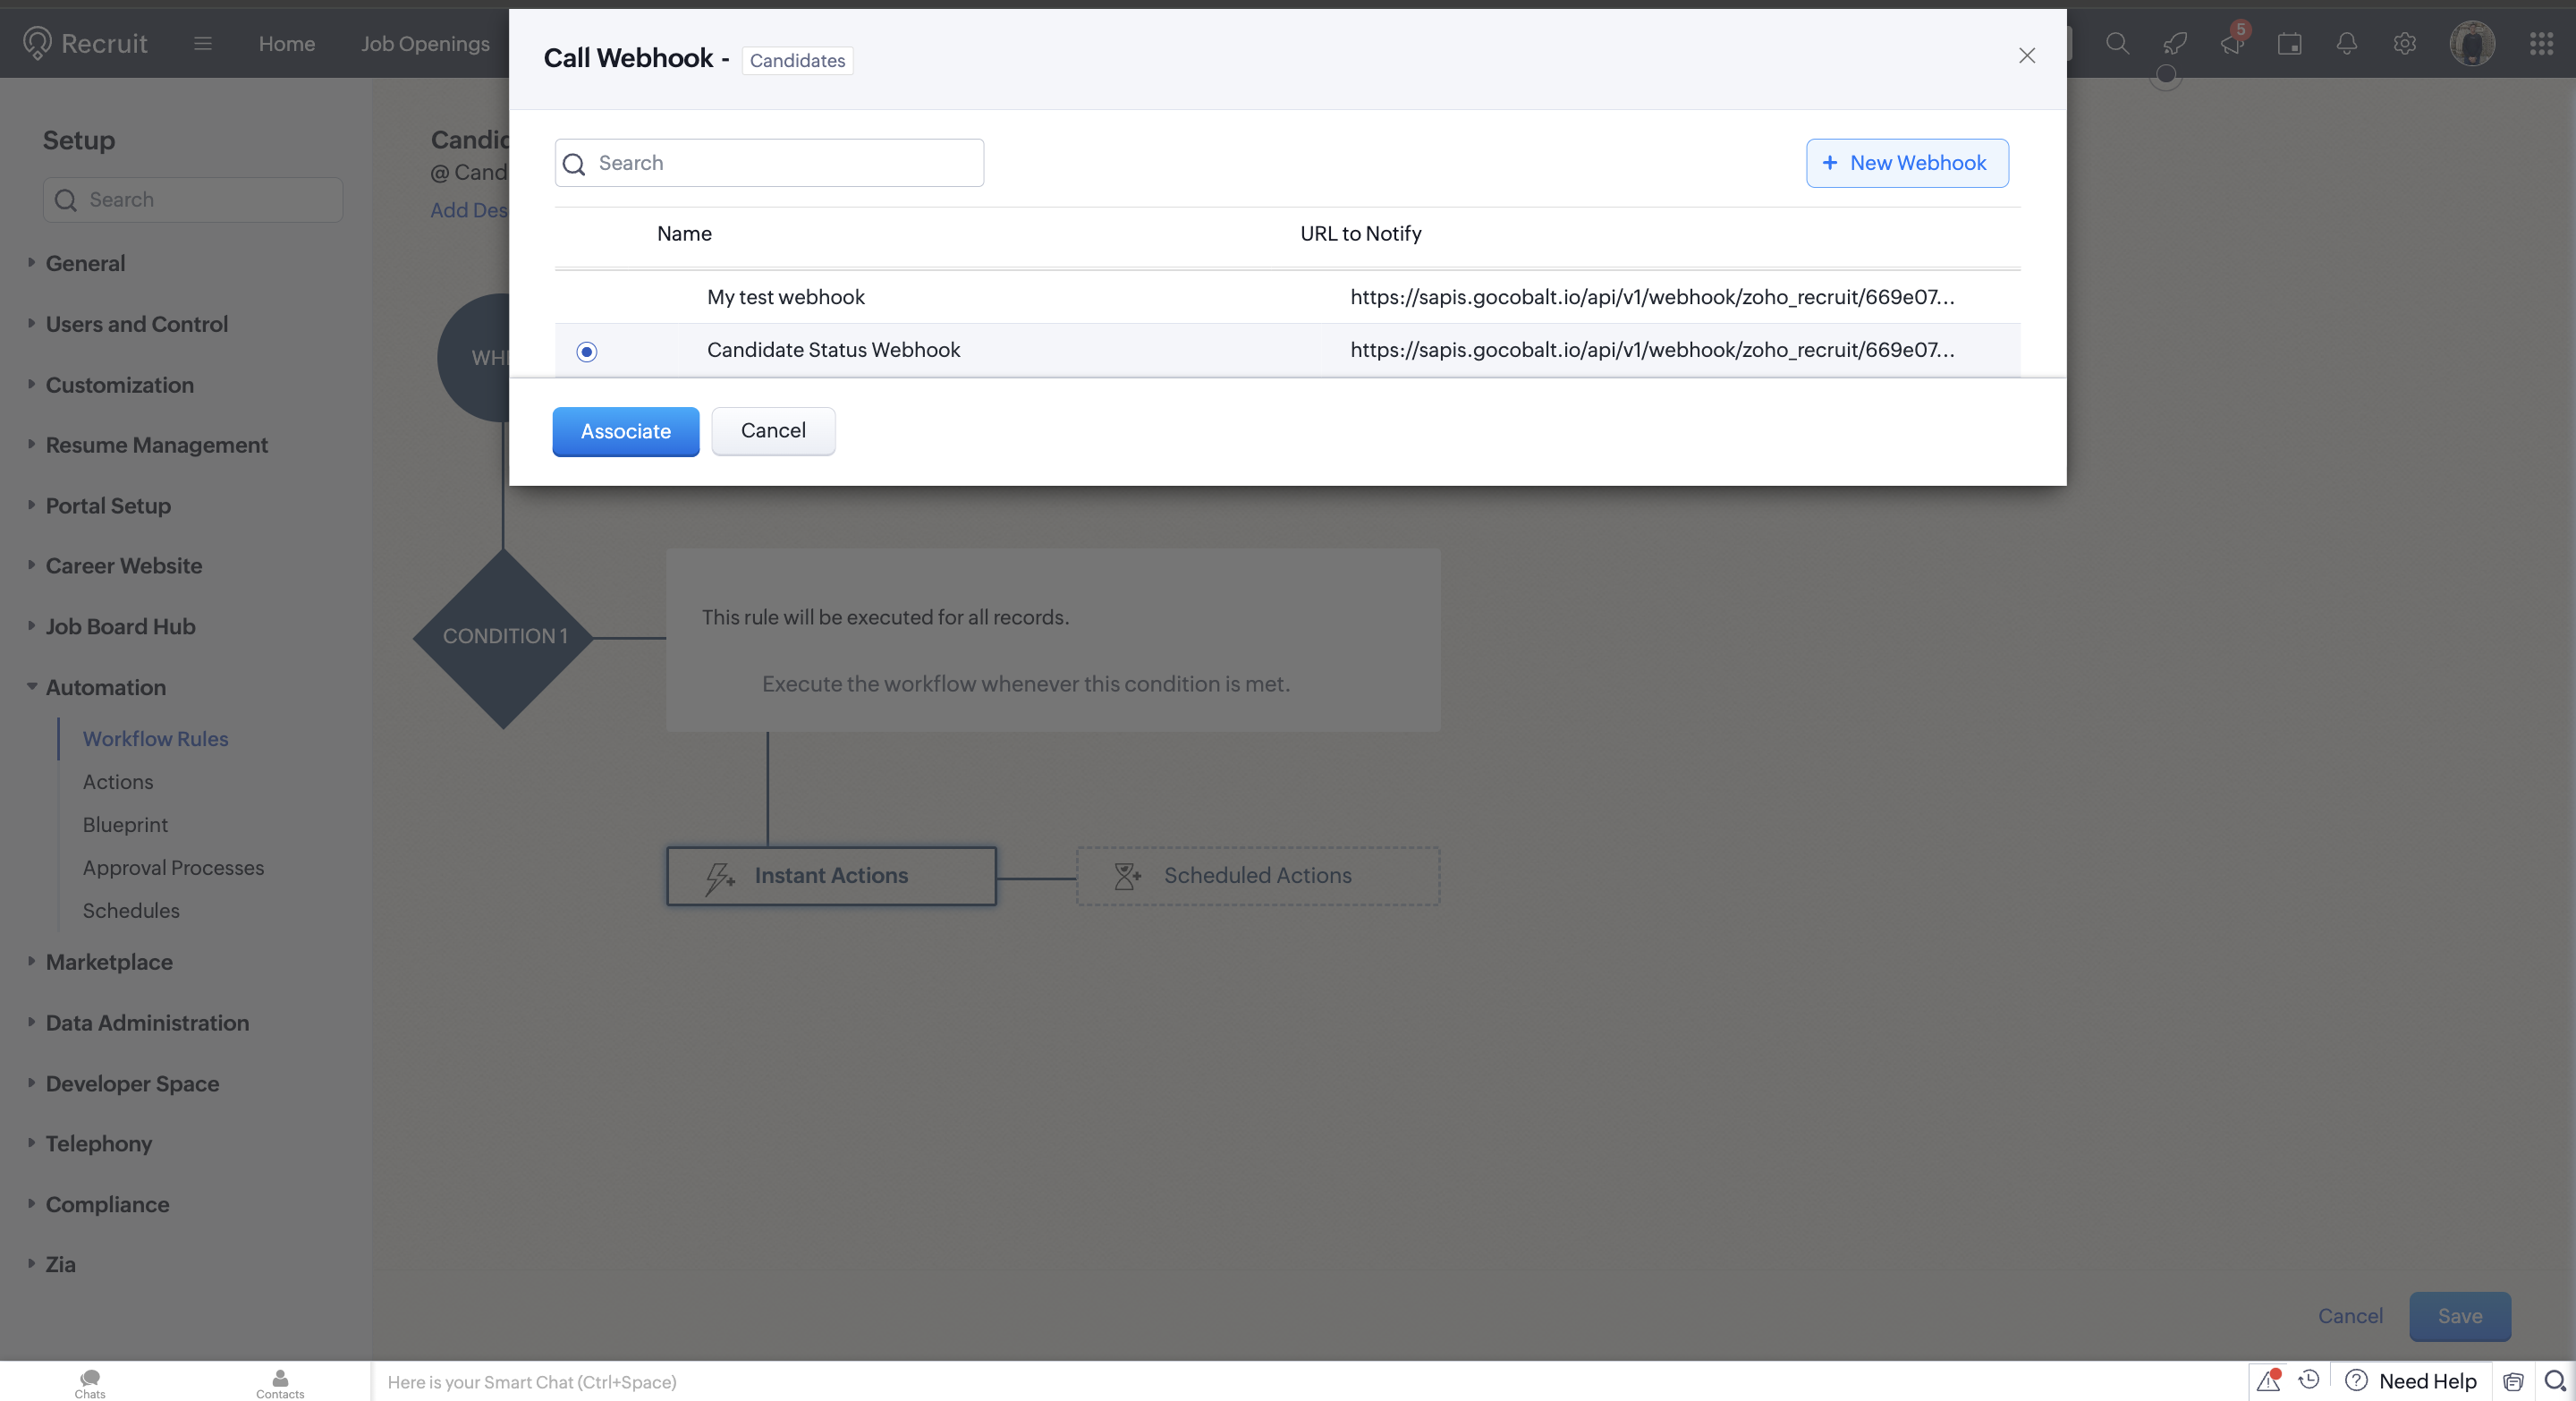 Recruit
Home
Job Openings
5
Call Webhook -
Candidates
Search
+ New Webhook
Name
URL to Notify
My test webhook
https://sapis.gocobalt.io/api/v1/webhook/zoho_recruit/669e07...
Candidate Status Webhook
https://sapis.gocobalt.io/api/v1/webhook/zoho_recruit/669e07...
Associate
Cancel
Setup
Search
General
Users and Control
Customization
Resume Management
Portal Setup
Career Website
Job Board Hub
Automation
Workflow Rules
Actions
Blueprint
Approval Processes
Schedules
Marketplace
Data Administration
Developer Space
Telephony
Compliance
Zia
@
Add
CONDITION 1
This rule will be executed for all records.
Execute the workflow whenever this condition is met.
Instant Actions
Scheduled Actions
Cancel
Save
Chats
Contacts
Here is your Smart Chat (Ctrl+Space)
Need Help